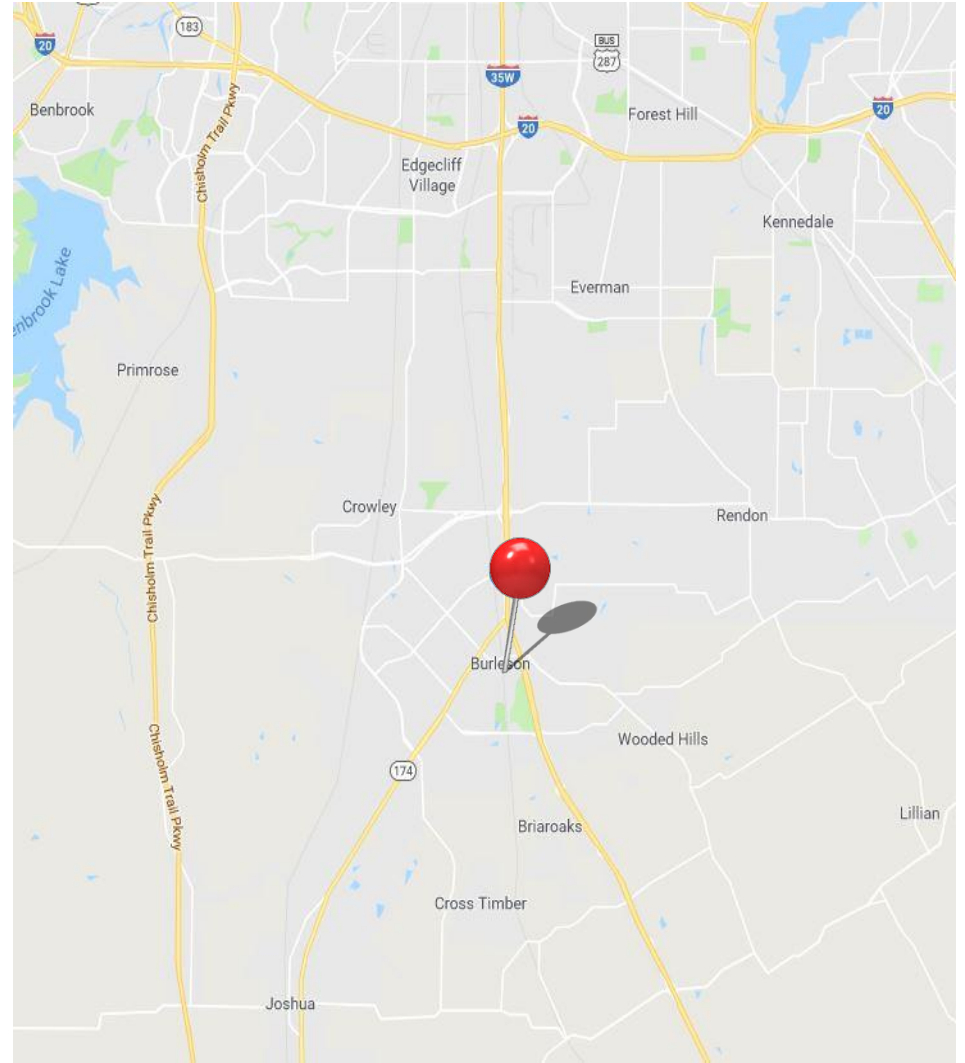 183
20
BUS
287
35W
Benbrook
Chisholm Trail Pkwy
Forest Hill
20
20
Edgecliff
Village
Kennedale
enbrook Lake
Everman
Primrose
Crowley
Rendon
Chisholm Trail Pkwy
Burleson
Wooded Hills
Chisholm Trail Pkwy
174
Lillian
Briaroaks
Cross Timber
Joshua